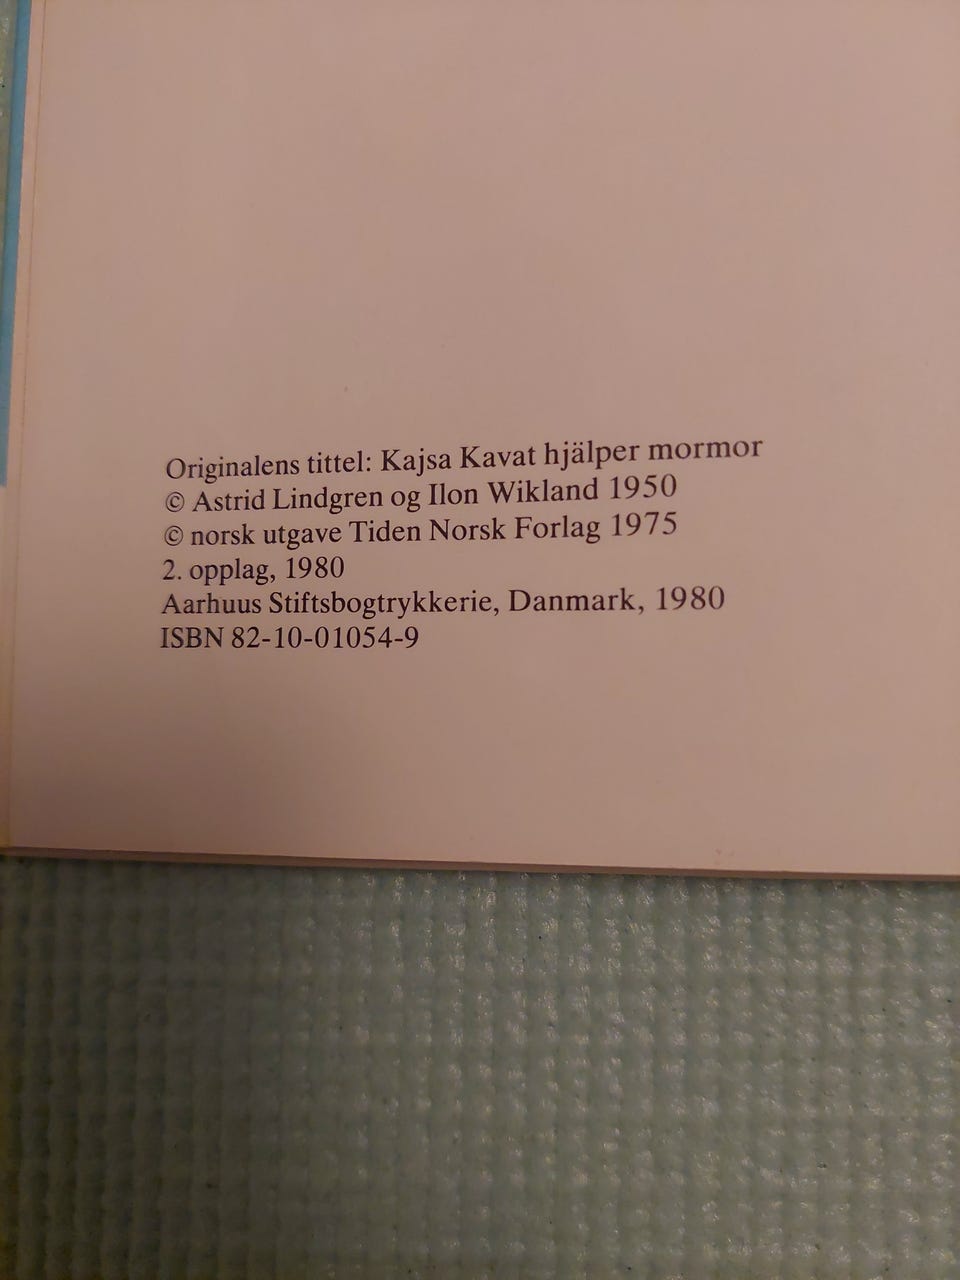 Originalens tittel: Kajsa Kavat hjälper mormor
© Astrid Lindgren og Ilon Wikland 1950
© norsk utgave Tiden Norsk Forlag 1975
2. opplag, 1980
Aarhuus Stiftsbogtrykkerie, Danmark, 1980
ISBN 82-10-01054-9